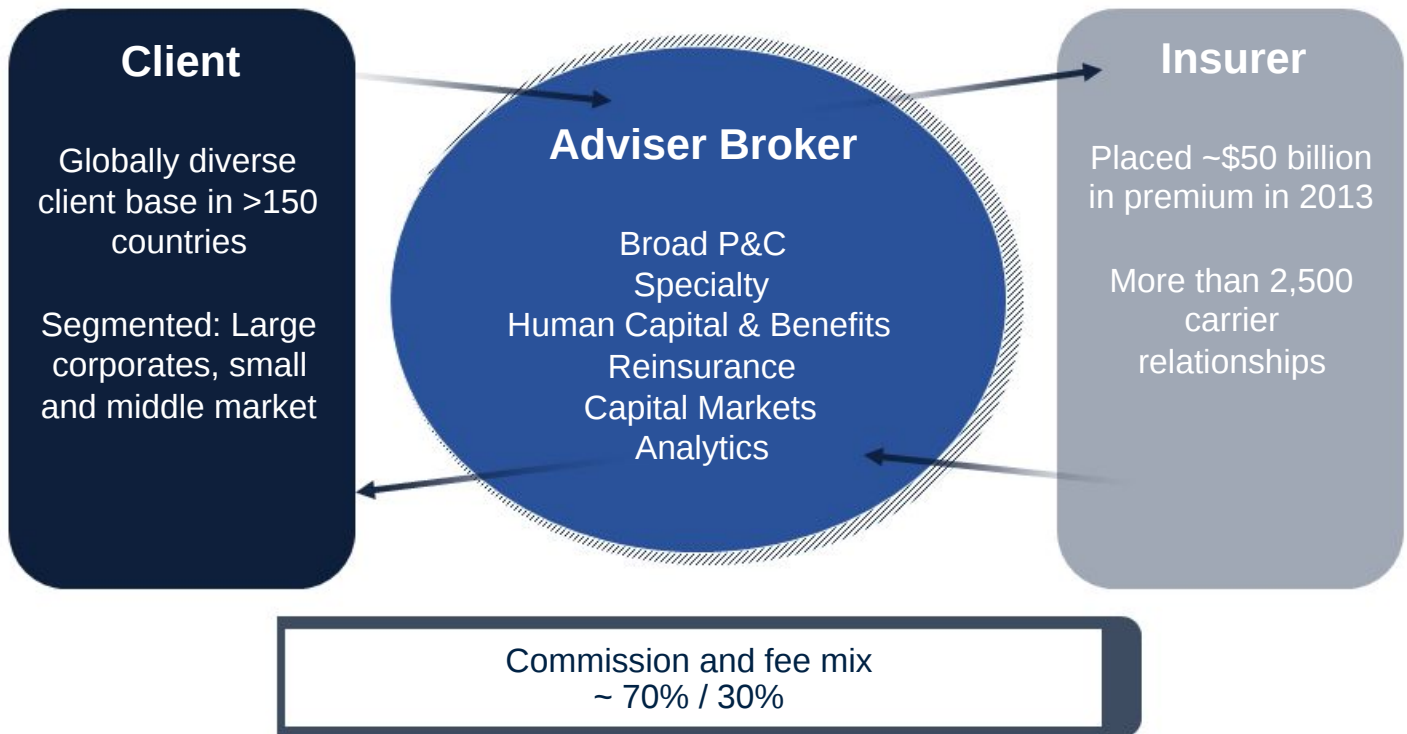 Client
Globally diverse
client base in >150
countries
Segmented: Large
corporates, small
and middle market
Adviser Broker
Broad P&C
Specialty
Human Capital & Benefits
Reinsurance
Capital Markets
Analytics
Insurer
Placed ~$50 billion
in premium in 2013
More than 2,500
carrier
relationships
Commission and fee mix
~ 70% / 30%